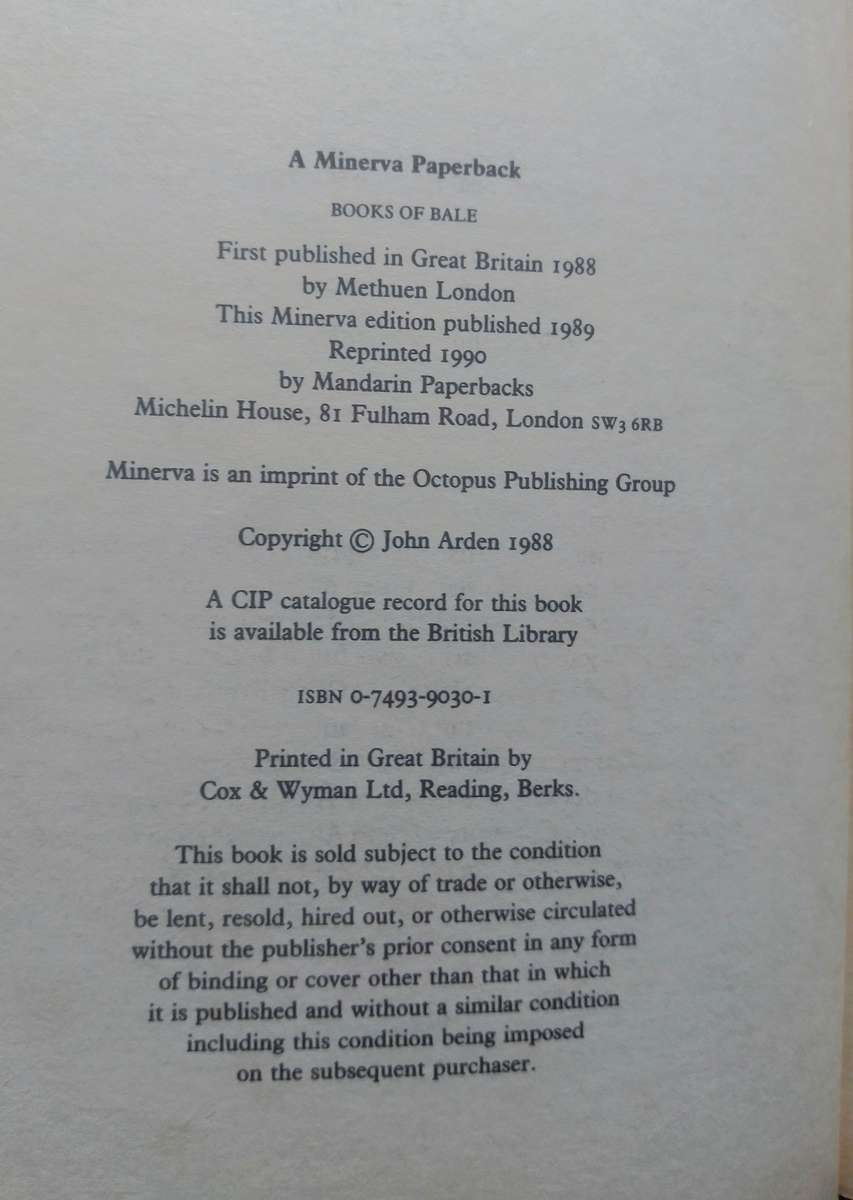 A Minerva Paperback
BOOKS OF BALE
First published in Great Britain 1988
by Methuen London
This Minerva edition published 1989
Reprinted 1990
by Mandarin Paperbacks
Michelin House, 81 Fulham Road, London SW3 6RB
Minerva is an imprint of the Octopus Publishing Group
Copyright © John Arden 1988
A CIP catalogue record for this book
is available from the British Library
ISBN 0-7493-9030-1
Printed in Great Britain by
Cox & Wyman Ltd, Reading, Berks.
This book is sold subject to the condition
that it shall not, by way of trade or otherwise,
be lent, resold, hired out, or otherwise circulated
without the publisher's prior consent in any form
of binding or cover other than that in which
it is published and without a similar condition
including this condition being imposed
on the subsequent purchaser.